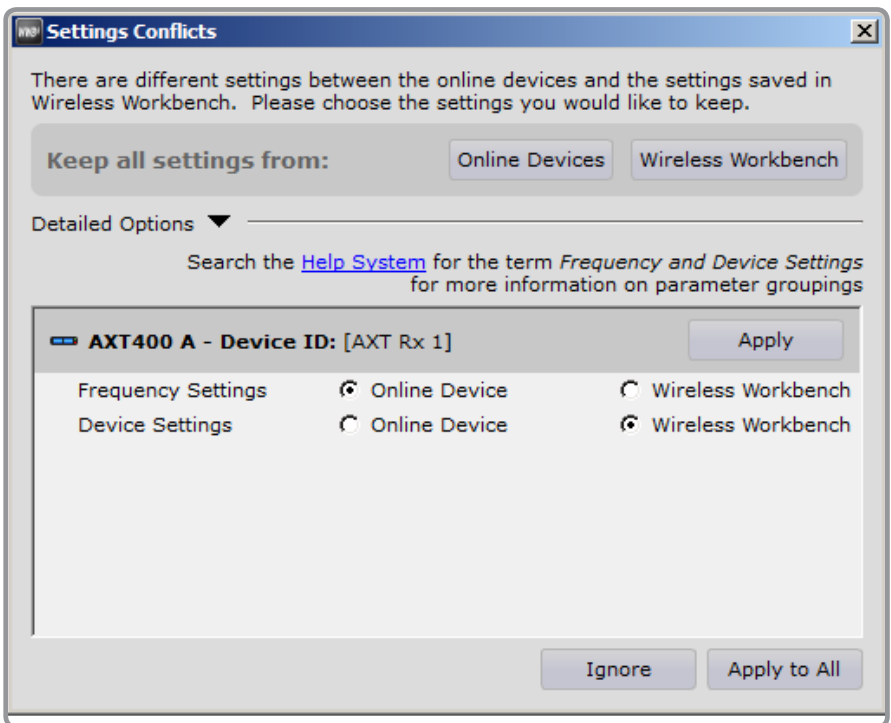 Settings Conflicts
There are different settings between the online devices and the settings saved in
Wireless Workbench.  Please choose the settings you would like to keep.
Keep all settings from:
Online Devices
Wireless Workbench
Detailed Options
Search the Help System for the term Frequency and Device Settings
for more information on parameter groupings
AXT400 A - Device ID: [AXT Rx 1]
Apply
Frequency Settings Online Device Wireless Workbench
Device Settings Online Device Wireless Workbench
Ignore
Apply to All